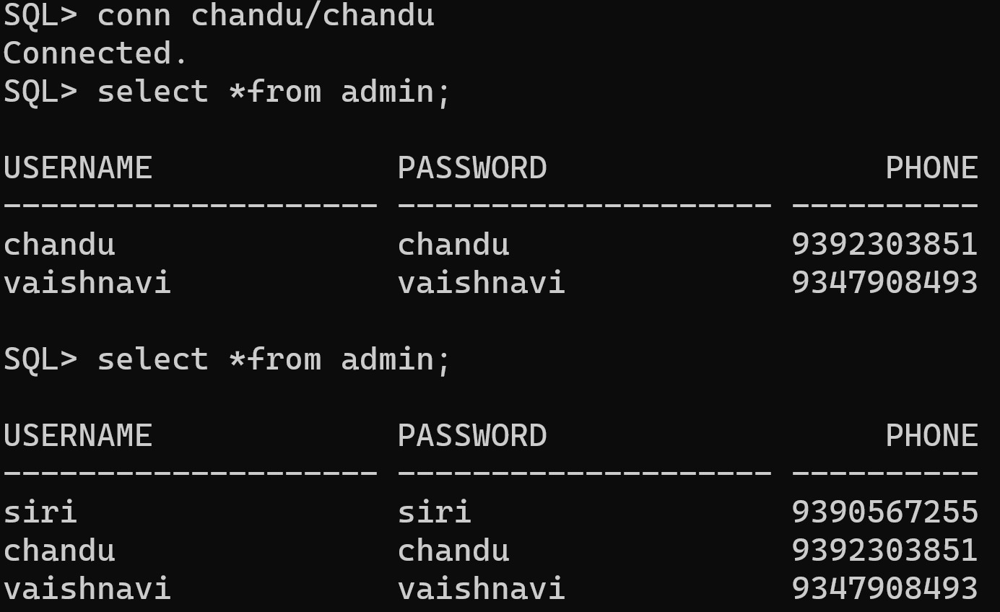 SQL> conn chandu/chandu
Connected.
SQL> select *from admin;
USERNAME             PASSWORD                  PHONE
-------------------- -------------------- ----------
chandu               chandu               9392303851
vaishnavi            vaishnavi            9347908493
SQL> select *from admin;
USERNAME             PASSWORD                  PHONE
-------------------- -------------------- ----------
siri                 siri                 9390567255
chandu               chandu               9392303851
vaishnavi            vaishnavi            9347908493